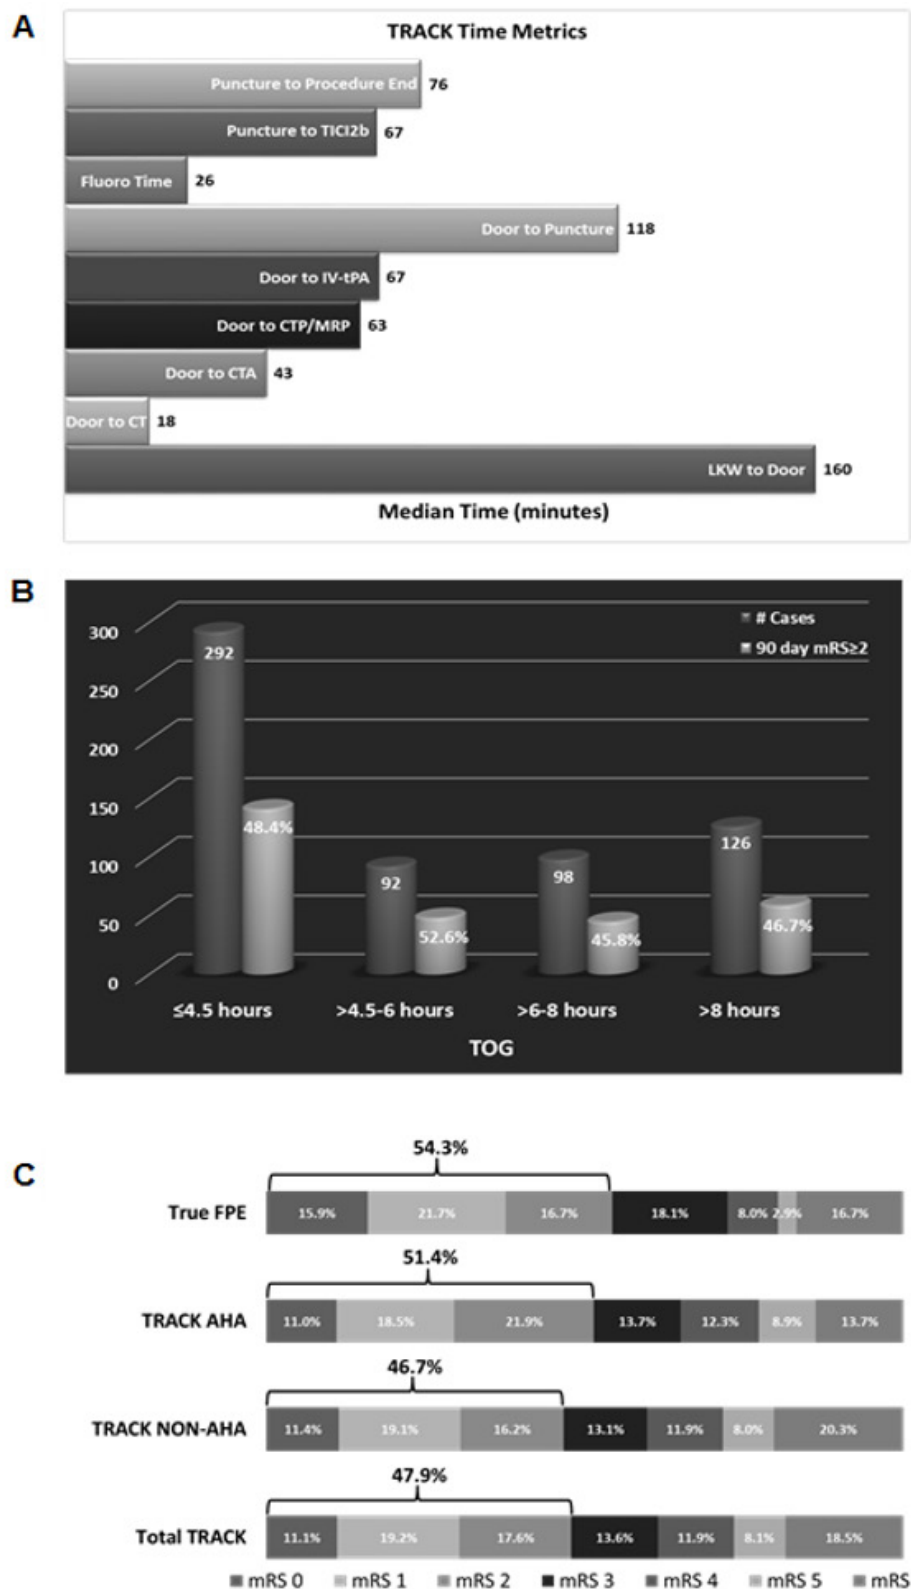 A
TRACK Time Metrics
Puncture to Procedure End 76
Puncture to TICI2b 67
Fluoro Time 26
Door to Puncture 118
Door to IV-tPA 67
Door to CTP/MRP 63
Door to CTA 43
Door to CT 18
LKW to Door 160
Median Time (minutes)
B
# Cases
90 day mRS≥2
300
250
200
150
100
50
0
292
48.4%
92
52.6%
98
45.8%
126
46.7%
≤4.5 hours >4.5-6 hours >6-8 hours >8 hours
TOG
C
54.3%
True FPE 15.9% 21.7% 16.7% 18.1% 8.0% 2.9% 16.7%
51.4%
TRACK AHA 11.0% 18.5% 21.9% 13.7% 12.3% 8.9% 13.7%
46.7%
TRACK NON-AHA 11.4% 19.1% 16.2% 13.1% 11.9% 8.0% 20.3%
47.9%
Total TRACK 11.1% 19.2% 17.6% 13.6% 11.9% 8.1% 18.5%
mRS 0 mRS 1 mRS 2 mRS 3 mRS 4 mRS 5 mRS